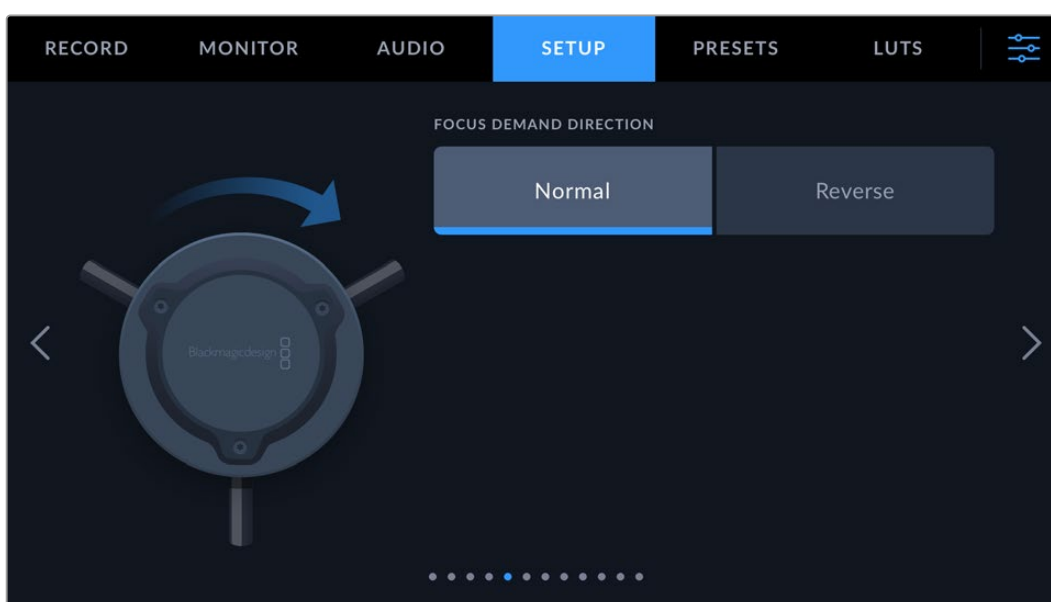 RECORD MONITOR AUDIO SETUP PRESETS LUTS
FOCUS DEMAND DIRECTION
Normal Reverse
Blackmagicdesign